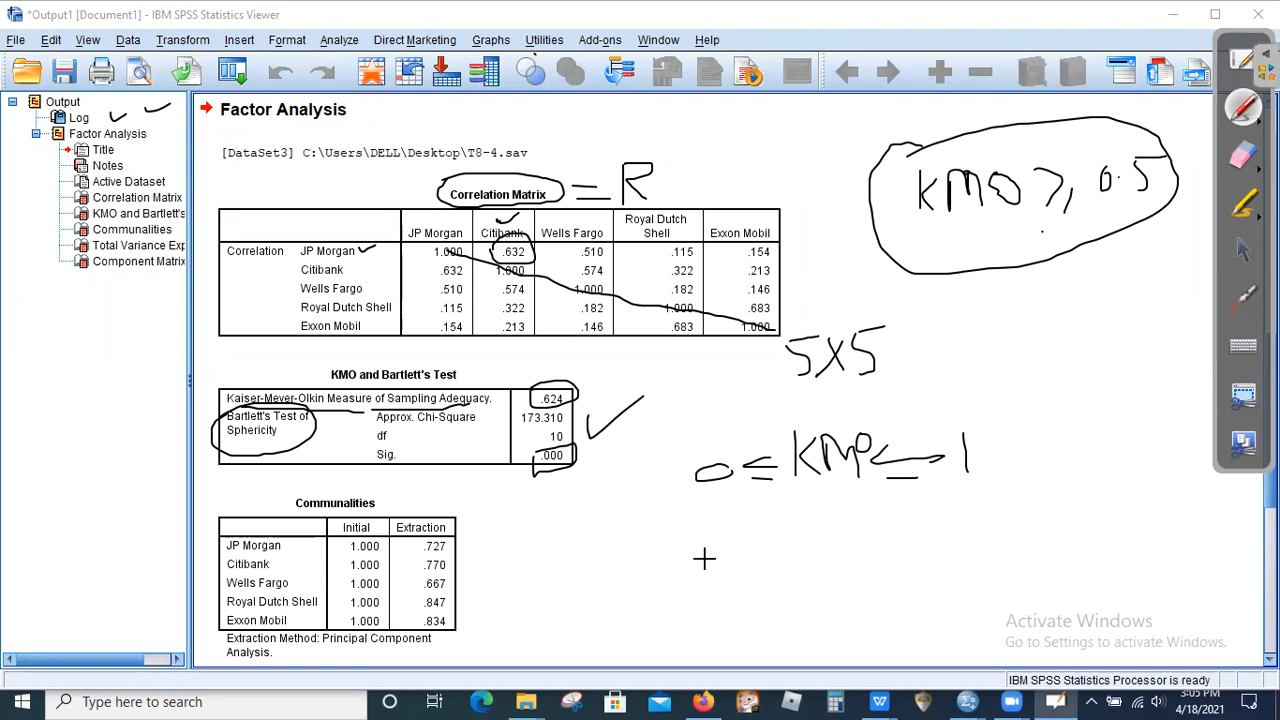 *Output1 [Document1] - IBM SPSS Statistics Viewer
File Edit View Data Transform Insert Format Analyze Direct Marketing Graphs Utilities Add-ons Window Help
Output
Log
Factor Analysis
Title
Notes
Active Dataset
Correlation Matrix
KMO and Bartlett's
Communalities
Total Variance Exp
Component Matrix
Factor Analysis
[DataSet3] C:\Users\DELL\Desktop\T8-4.sav
Correlation Matrix = R
JP Morgan Citibank Wells Fargo Royal Dutch Shell Exxon Mobil
Correlation JP Morgan 1.000 .632 .510 .115 .154
Citibank .632 1.000 .574 .322 .213
Wells Fargo .510 .574 1.000 .182 .146
Royal Dutch Shell .115 .322 .182 1.000 .683
Exxon Mobil .154 .213 .146 .683 1.000
KMO ≥ 0.5
5X5
KMO and Bartlett's Test
Kaiser-Meyer-Olkin Measure of Sampling Adequacy. .624
Bartlett's Test of Sphericity Approx. Chi-Square 173.310
df 10
Sig. .000
0 ≤ KMO ≤ 1
Communalities
Initial Extraction
JP Morgan 1.000 .727
Citibank 1.000 .770
Wells Fargo 1.000 .667
Royal Dutch Shell 1.000 .847
Exxon Mobil 1.000 .834
Extraction Method: Principal Component
Analysis.
Activate Windows
Go to Settings to activate Windows.
IBM SPSS Statistics Processor is ready
Type here to search
3:05 PM
4/18/2021